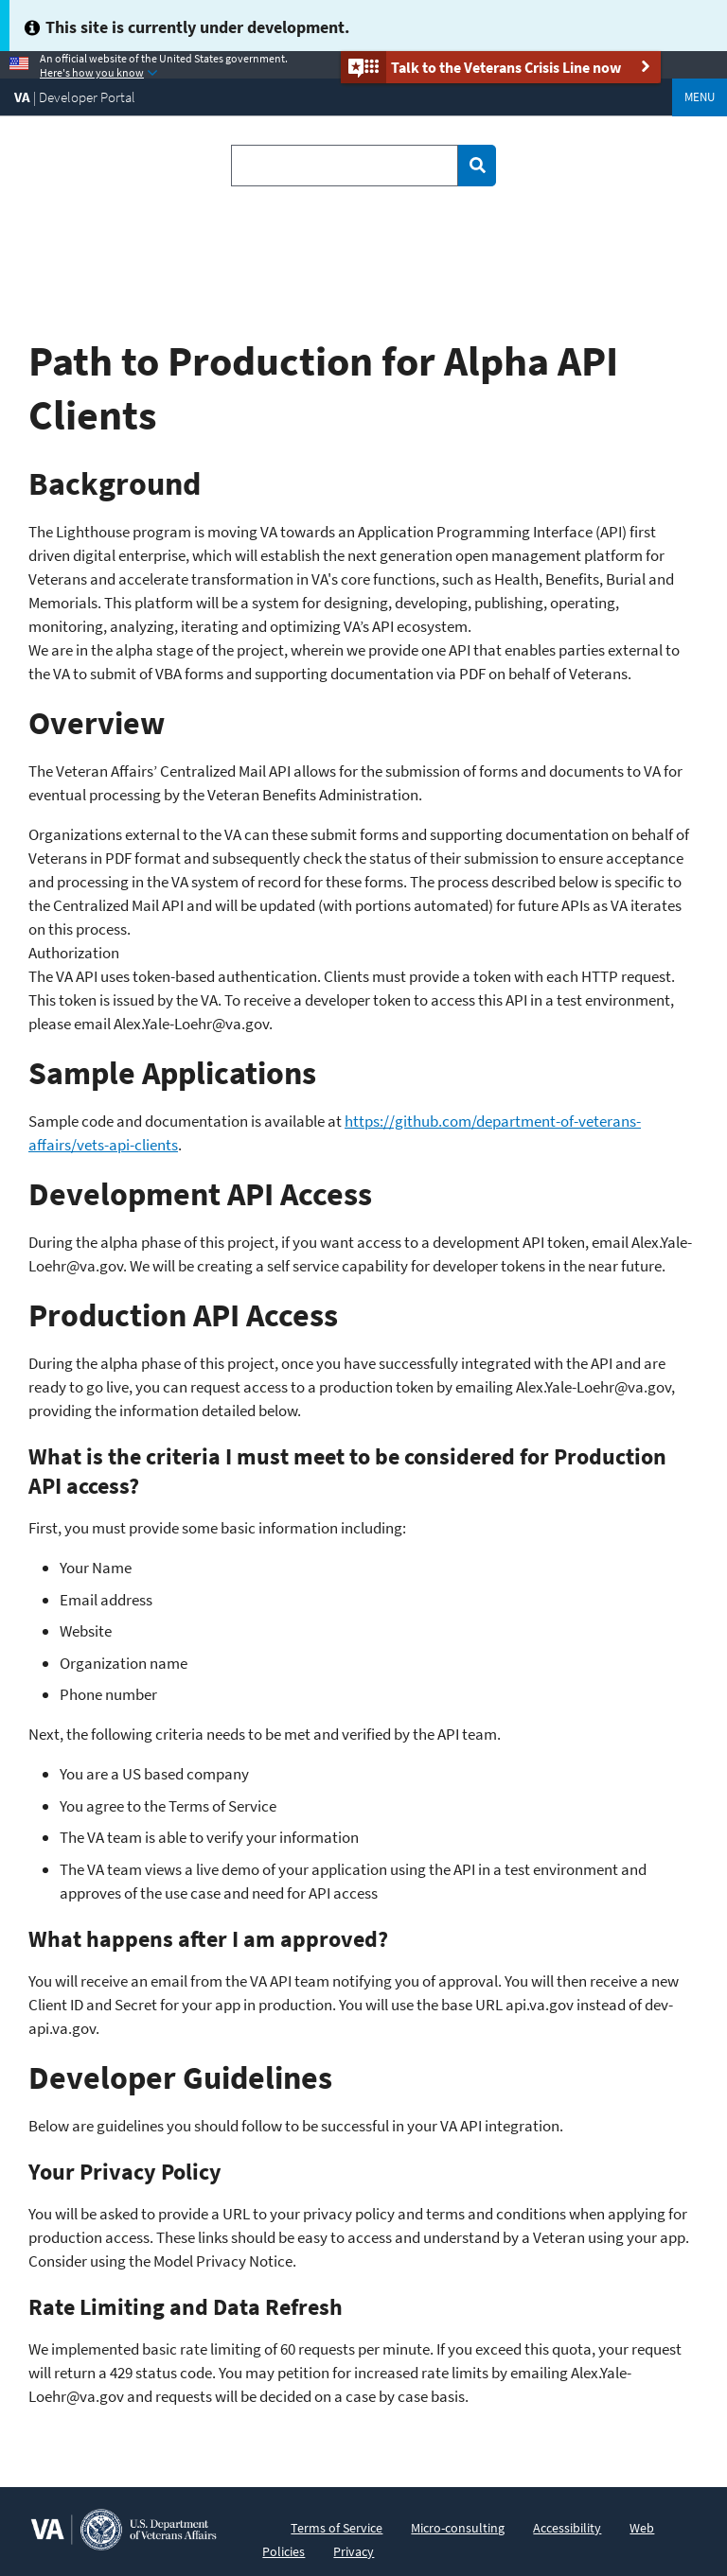 This site is currently under development.
An official website of the United States government.
Here's how you know
Talk to the Veterans Crisis Line now
VA | Developer Portal
MENU
Path to Production for Alpha API
Clients
Background
The Lighthouse program is moving VA towards an Application Programming Interface (API) first
driven digital enterprise, which will establish the next generation open management platform for
Veterans and accelerate transformation in VA's core functions, such as Health, Benefits, Burial and
Memorials. This platform will be a system for designing, developing, publishing, operating,
monitoring, analyzing, iterating and optimizing VA’s API ecosystem.
We are in the alpha stage of the project, wherein we provide one API that enables parties external to
the VA to submit of VBA forms and supporting documentation via PDF on behalf of Veterans.
Overview
The Veteran Affairs’ Centralized Mail API allows for the submission of forms and documents to VA for
eventual processing by the Veteran Benefits Administration.
Organizations external to the VA can these submit forms and supporting documentation on behalf of
Veterans in PDF format and subsequently check the status of their submission to ensure acceptance
and processing in the VA system of record for these forms. The process described below is specific to
the Centralized Mail API and will be updated (with portions automated) for future APIs as VA iterates
on this process.
Authorization
The VA API uses token-based authentication. Clients must provide a token with each HTTP request.
This token is issued by the VA. To receive a developer token to access this API in a test environment,
please email Alex.Yale-Loehr@va.gov.
Sample Applications
Sample code and documentation is available at https://github.com/department-of-veterans-
affairs/vets-api-clients.
Development API Access
During the alpha phase of this project, if you want access to a development API token, email Alex.Yale-
Loehr@va.gov. We will be creating a self service capability for developer tokens in the near future.
Production API Access
During the alpha phase of this project, once you have successfully integrated with the API and are
ready to go live, you can request access to a production token by emailing Alex.Yale-Loehr@va.gov,
providing the information detailed below.
What is the criteria I must meet to be considered for Production
API access?
First, you must provide some basic information including:
Your Name
Email address
Website
Organization name
Phone number
Next, the following criteria needs to be met and verified by the API team.
You are a US based company
You agree to the Terms of Service
The VA team is able to verify your information
The VA team views a live demo of your application using the API in a test environment and
approves of the use case and need for API access
What happens after I am approved?
You will receive an email from the VA API team notifying you of approval. You will then receive a new
Client ID and Secret for your app in production. You will use the base URL api.va.gov instead of dev-
api.va.gov.
Developer Guidelines
Below are guidelines you should follow to be successful in your VA API integration.
Your Privacy Policy
You will be asked to provide a URL to your privacy policy and terms and conditions when applying for
production access. These links should be easy to access and understand by a Veteran using your app.
Consider using the Model Privacy Notice.
Rate Limiting and Data Refresh
We implemented basic rate limiting of 60 requests per minute. If you exceed this quota, your request
will return a 429 status code. You may petition for increased rate limits by emailing Alex.Yale-
Loehr@va.gov and requests will be decided on a case by case basis.
VA | U.S. Department
of Veterans Affairs
Terms of Service Micro-consulting Accessibility Web
Policies Privacy